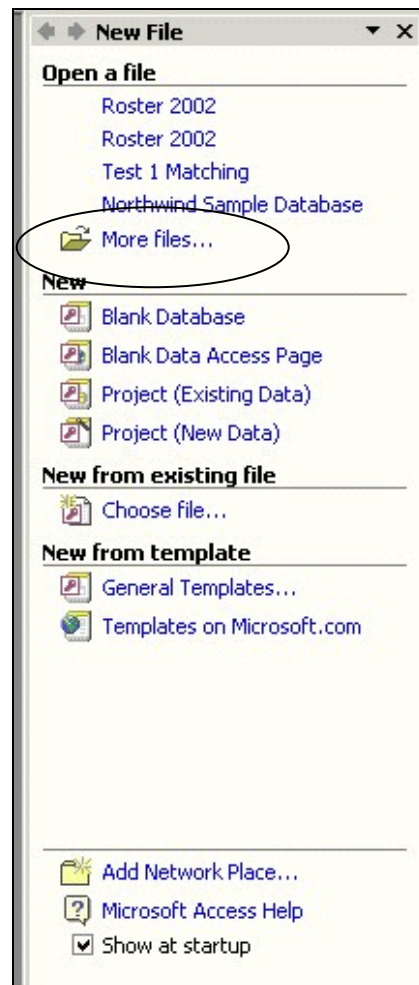 New File
Open a file
Roster 2002
Roster 2002
Test 1 Matching
Northwind Sample Database
More files...
New
Blank Database
Blank Data Access Page
Project (Existing Data)
Project (New Data)
New from existing file
Choose file...
New from template
General Templates...
Templates on Microsoft.com
Add Network Place...
Microsoft Access Help
Show at startup